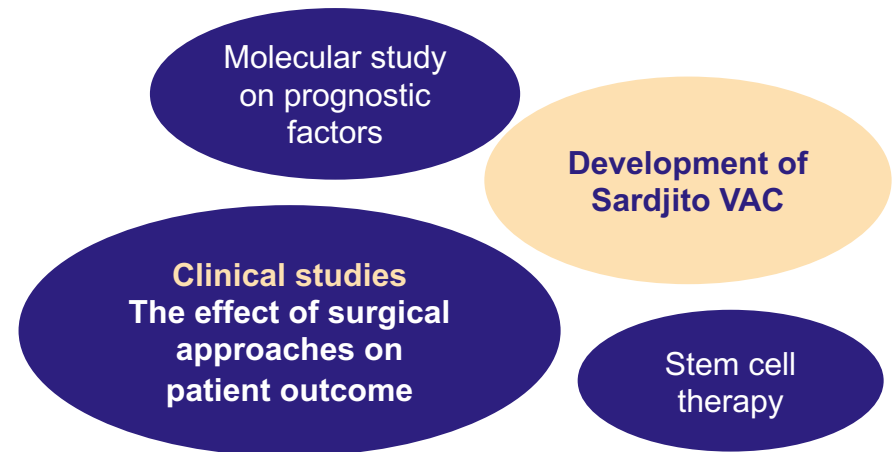 Molecular study
on prognostic
factors
Development of
Sardjito VAC
Clinical studies
The effect of surgical
approaches on
patient outcome
Stem cell
therapy